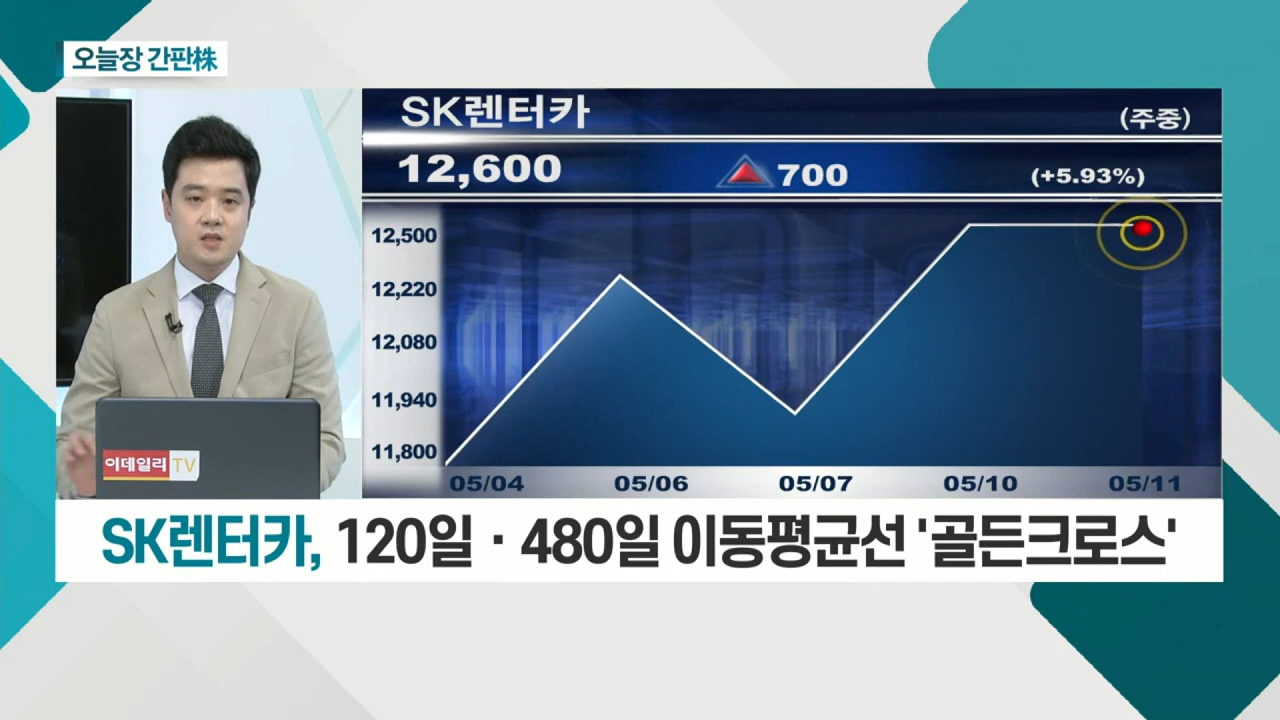 오늘장 간판株
SK렌터카
(주중)
12,600 ▲ 700 (+5.93%)
12,500
12,220
12,080
11,940
11,800
05/04 05/06 05/07 05/10 05/11
이데일리 TV
SK렌터카, 120일 · 480일 이동평균선 '골든크로스'